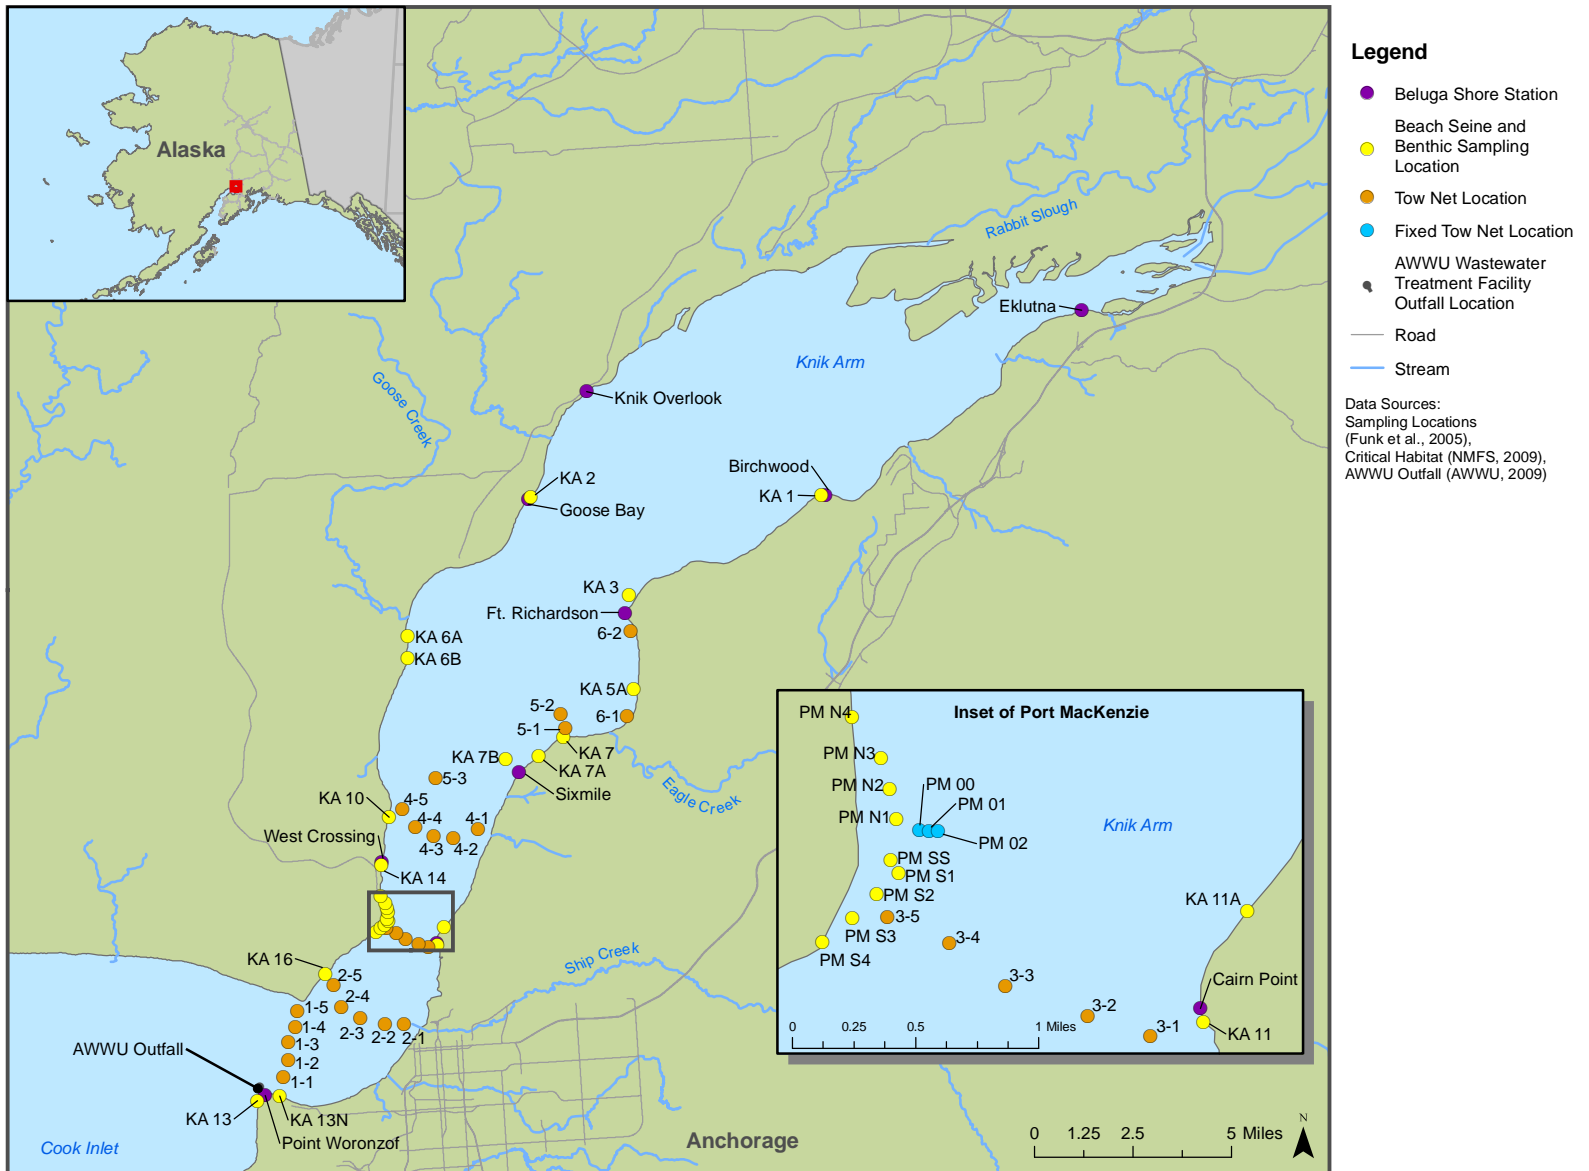 Alaska
Legend
Beluga Shore Station
Beach Seine and
Benthic Sampling
Location
Tow Net Location
Fixed Tow Net Location
AWWU Wastewater
Treatment Facility
Outfall Location
Road
Stream
Data Sources:
Sampling Locations
(Funk et al., 2005),
Critical Habitat (NMFS, 2009),
AWWU Outfall (AWWU, 2009)
Rabbit Slough
Eklutna
Knik Arm
Goose Creek
Knik Overlook
Birchwood
KA 1
KA 2
Goose Bay
KA 3
Ft. Richardson
6-2
KA 6A
KA 6B
KA 5A
5-2
6-1
5-1
KA 7
KA 7B
KA 7A
Sixmile
5-3
Eagle Creek
KA 10
4-5
4-4
4-1
4-3
4-2
West Crossing
KA 14
KA 16
2-5
Ship Creek
2-4
1-5
1-4
2-3
2-2
2-1
1-3
1-2
1-1
AWWU Outfall
KA 13
KA 13N
Point Woronzof
Cook Inlet
Anchorage
Inset of Port MacKenzie
PM N4
PM N3
PM N2
PM 00
PM 01
PM N1
PM 02
Knik Arm
PM SS
PM S1
PM S2
KA 11A
3-5
PM S3
3-4
PM S4
3-3
Cairn Point
3-2
3-1
KA 11
0 0.25 0.5 1 Miles
N
0 1.25 2.5 5 Miles